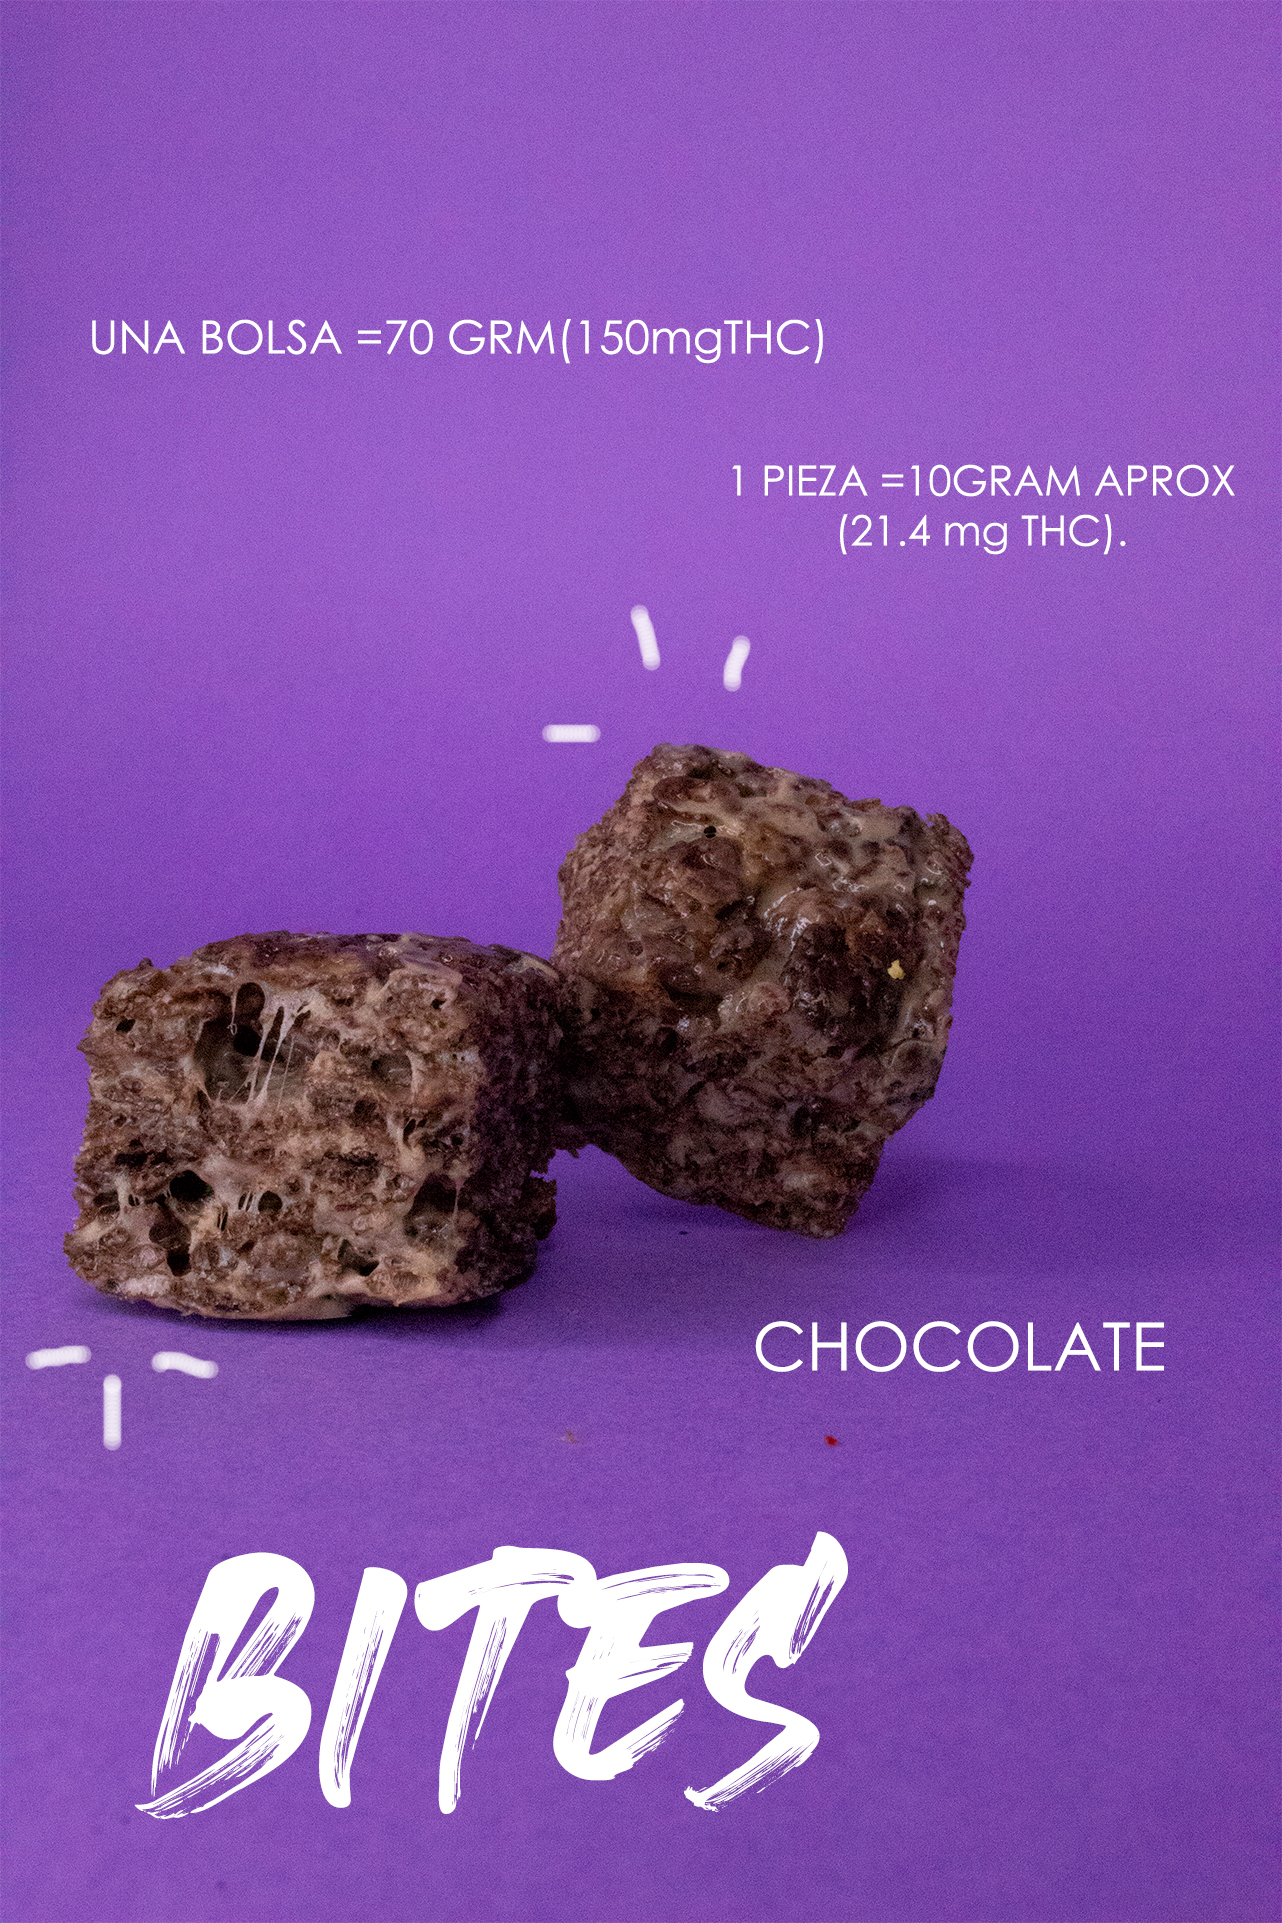 UNA BOLSA =70 GRM(150mgTHC)
1 PIEZA =10GRAM APROX
(21.4 mg THC).
CHOCOLATE
BITES